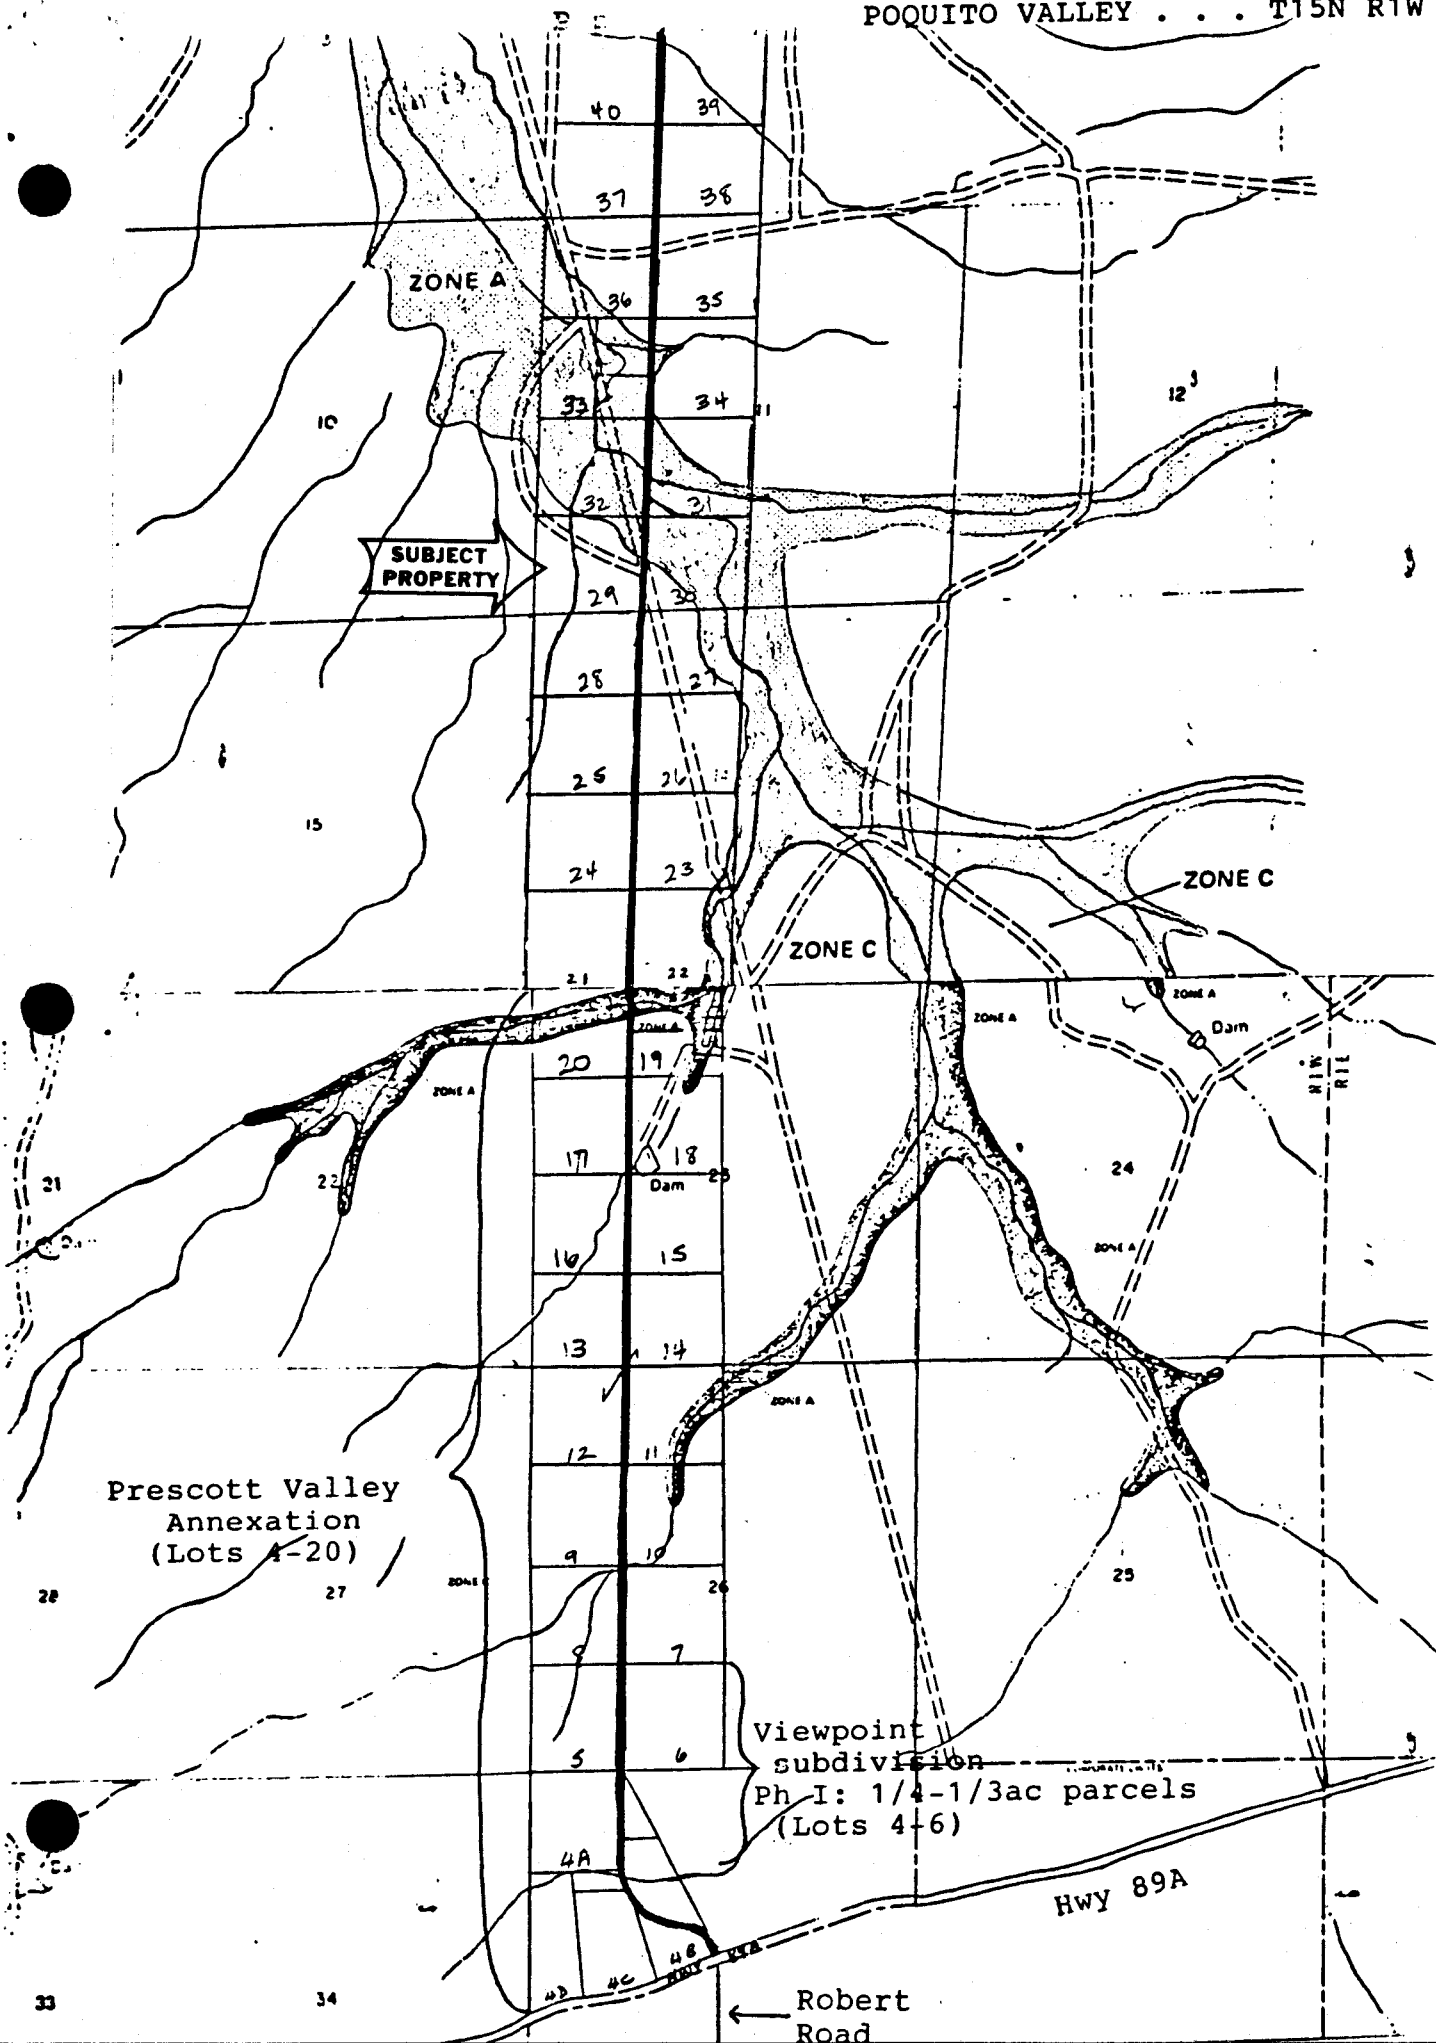 POQUITO VALLEY . . . T15N R1W
40 39
37 38
ZONE A
36 35
10
33 34 11
12
32 31
SUBJECT
PROPERTY
29 30
28 27
25 26
15
24 23
ZONE C
ZONE C
21 22
ZONE A
ZONE A
ZONE A
Dam
20 19
R1W
R1E
ZONE A
17 18
21
22
Dam
23
24
16 15
ZONE A
13 14
ZONE A
12 11
Prescott Valley
Annexation
(Lots 4-20)
9 10
28
27
ZONE C
26
25
8 7
Viewpoint
subdivision
Ph I: 1/4-1/3ac parcels
(Lots 4-6)
5 6
4A
Hwy 89A
4B
HWY 89A
4C
4D
33
34
Robert
Road